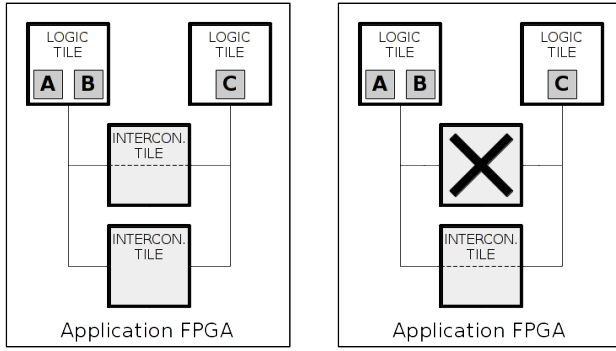 LOGIC
TILE
A B
LOGIC
TILE
C
INTERCON.
TILE
INTERCON.
TILE
Application FPGA
LOGIC
TILE
A B
LOGIC
TILE
C
INTERCON.
TILE
Application FPGA